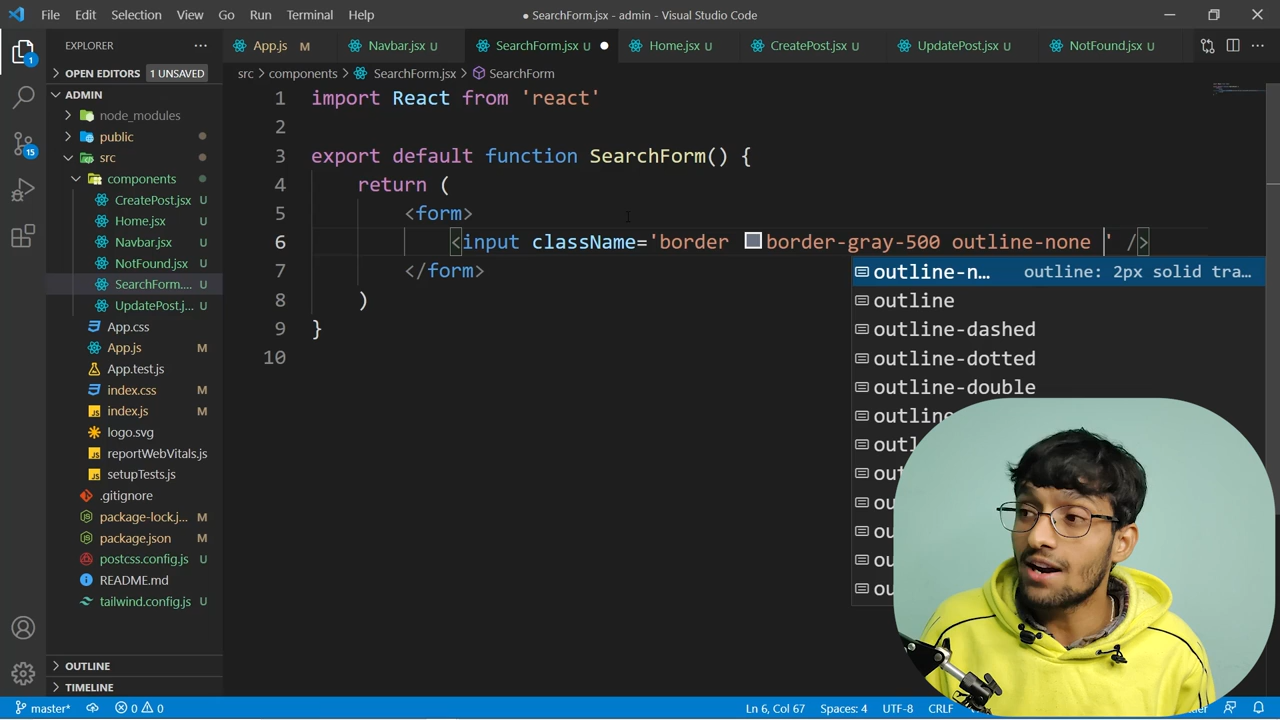 File Edit Selection View Go Run Terminal Help
● SearchForm.jsx - admin - Visual Studio Code
EXPLORER ...
OPEN EDITORS 1 UNSAVED
ADMIN
node_modules
public
src
components
CreatePost.jsx U
Home.jsx U
Navbar.jsx U
NotFound.jsx U
SearchForm.... U
UpdatePost.j... U
App.css
App.js M
App.test.js
index.css M
index.js M
logo.svg
reportWebVitals.js
setupTests.js
.gitignore
package-lock.j... M
package.json M
postcss.config.js U
README.md
tailwind.config.js U
OUTLINE
TIMELINE
1
15
App.js M
Navbar.jsx U
SearchForm.jsx U ●
Home.jsx U
CreatePost.jsx U
UpdatePost.jsx U
NotFound.jsx U
src > components > SearchForm.jsx > SearchForm
1 import React from 'react'
2
3 export default function SearchForm() {
4 return (
5 <form>
6 <input className='border border-gray-500 outline-none ' />
7 </form>
8 )
9 }
10
outline-n... outline: 2px solid tra...
outline
outline-dashed
outline-dotted
outline-double
master* 0 0
Ln 6, Col 67 Spaces: 4 UTF-8 CRLF